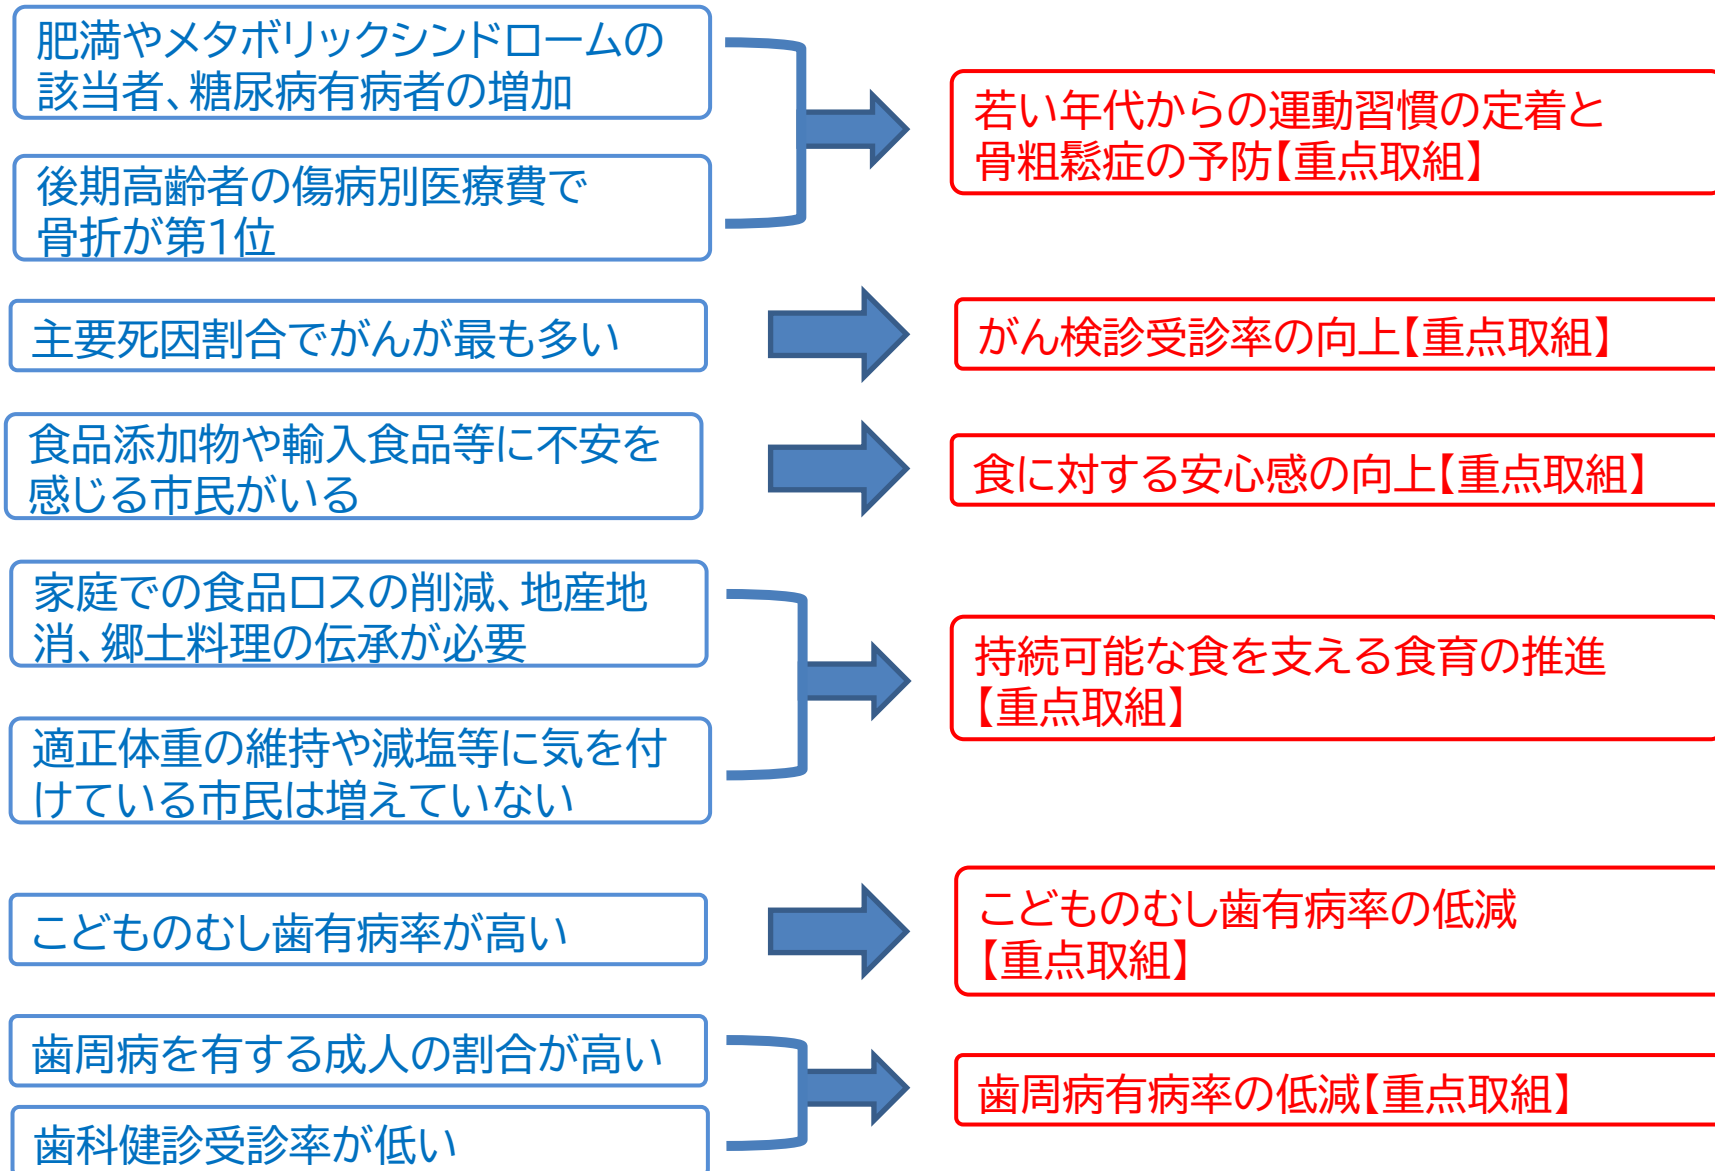 肥満やメタボリックシンドロームの
該当者、糖尿病有病者の増加
後期高齢者の傷病別医療費で
骨折が第1位
若い年代からの運動習慣の定着と
骨粗鬆症の予防【重点取組】
主要死因割合でがんが最も多い
がん検診受診率の向上【重点取組】
食品添加物や輸入食品等に不安を
感じる市民がいる
食に対する安心感の向上【重点取組】
家庭での食品ロスの削減、地産地
消、郷土料理の伝承が必要
適正体重の維持や減塩等に気を付
けている市民は増えていない
持続可能な食を支える食育の推進
【重点取組】
こどものむし歯有病率が高い
こどものむし歯有病率の低減
【重点取組】
歯周病を有する成人の割合が高い
歯科健診受診率が低い
歯周病有病率の低減【重点取組】